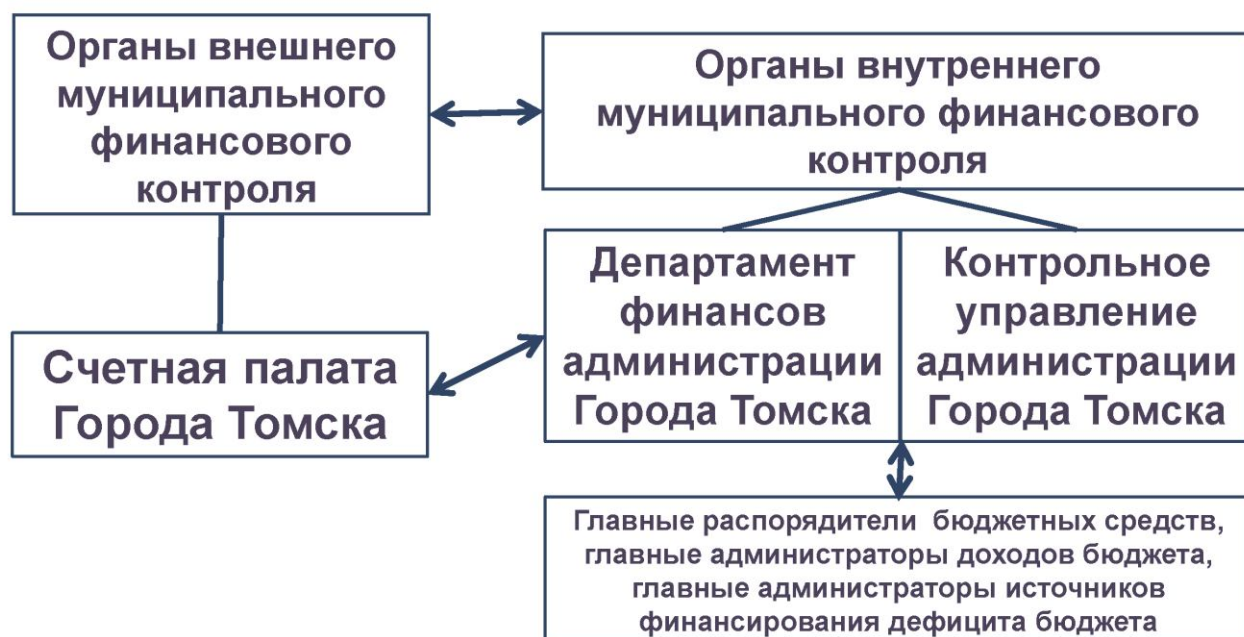 Органы внешнего
муниципального
финансового
контроля
Органы внутреннего
муниципального финансового
контроля
Счетная палата
Города Томска
Департамент
финансов
администрации
Города Томска
Контрольное
управление
администрации
Города Томска
Главные распорядители бюджетных средств,
главные администраторы доходов бюджета,
главные администраторы источников
финансирования дефицита бюджета